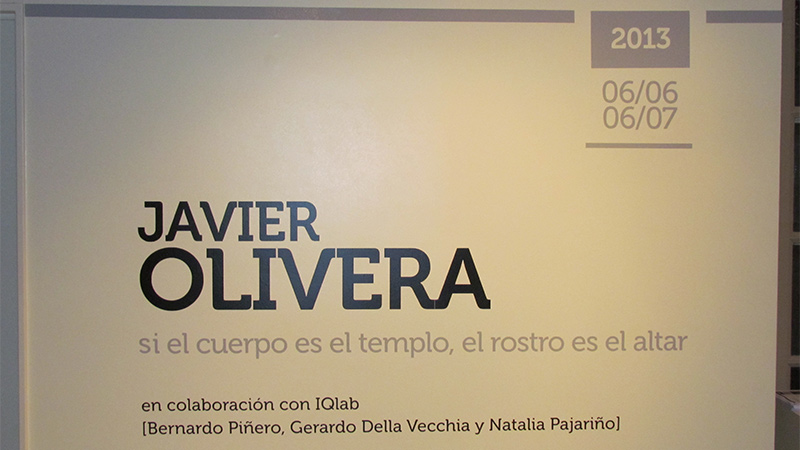 2013
06/06
06/07
JAVIER
OLIVERA
si el cuerpo es el templo, el rostro es el altar
en colaboración con IQlab
[Bernardo Piñero, Gerardo Della Vecchia y Natalia Pajariño]